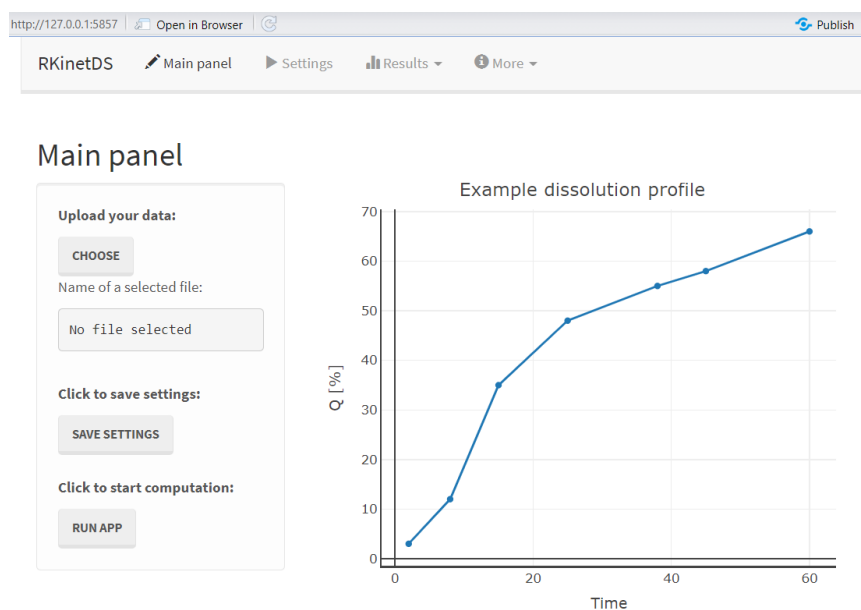 http://127.0.0.1:5857 Open in Browser Publish
RKinetDS Main panel Settings Results More
Main panel
Upload your data:
CHOOSE
Name of a selected file:
No file selected
Click to save settings:
SAVE SETTINGS
Click to start computation:
RUN APP
Example dissolution profile
70
60
50
40
30
20
10
0
Q [%]
0 20 40 60
Time